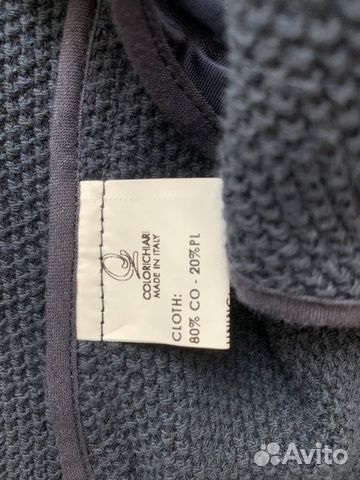 COLORICHIARI
MADE IN ITALY
CLOTH:
80% CO - 20%PL
Avito